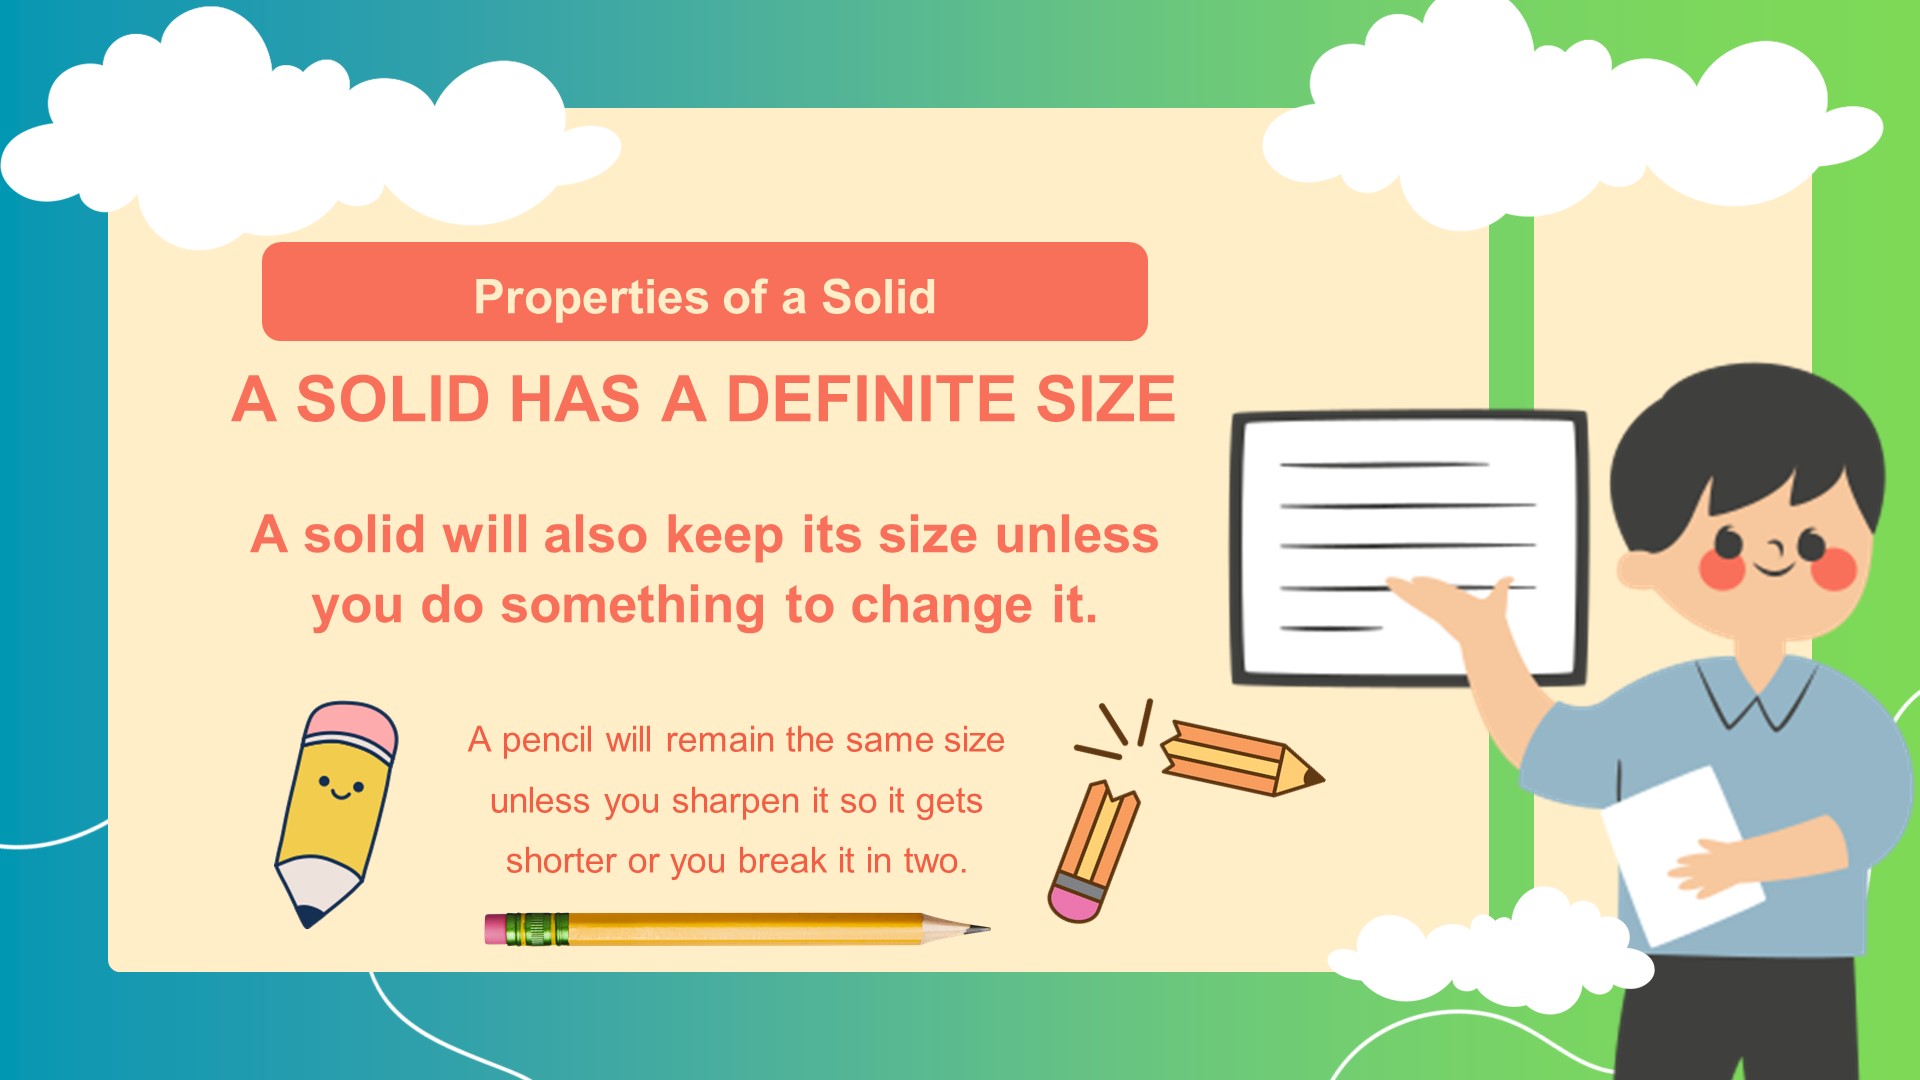 Properties of a Solid
A SOLID HAS A DEFINITE SIZE
A solid will also keep its size unless
you do something to change it.
A pencil will remain the same size
unless you sharpen it so it gets
shorter or you break it in two.